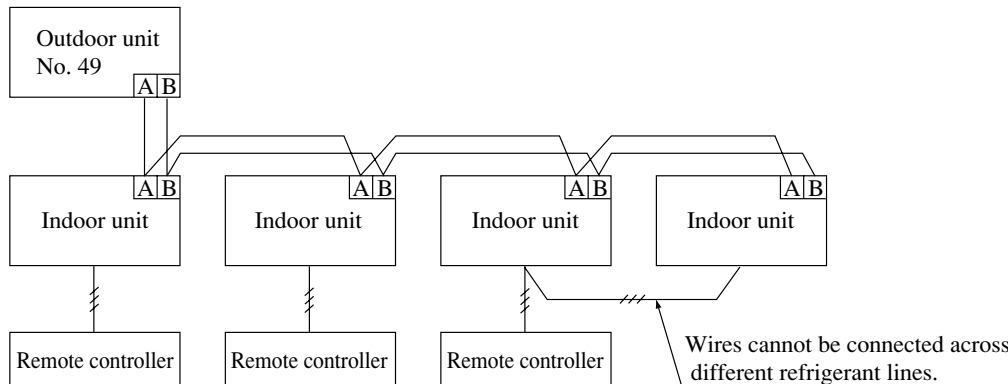 Outdoor unit
No. 49
A B
A B
A B
A B
A B
Indoor unit
Indoor unit
Indoor unit
Indoor unit
Remote controller
Remote controller
Remote controller
Wires cannot be connected across
different refrigerant lines.